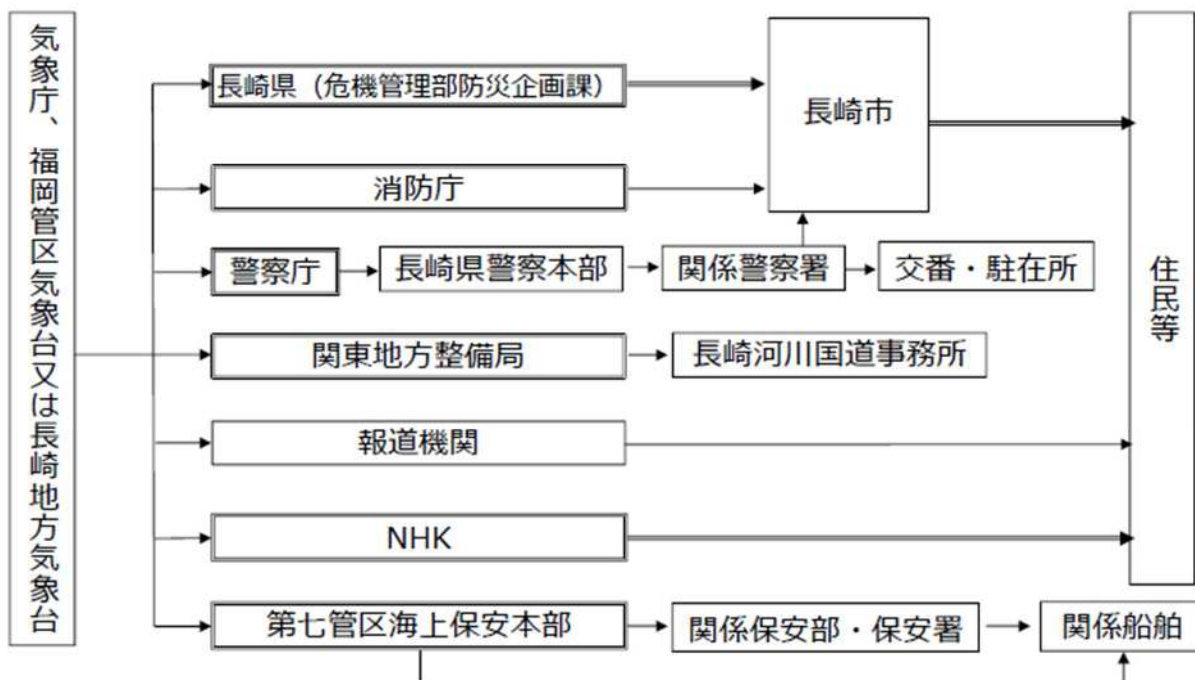 気象庁、福岡管区気象台又は長崎地方気象台
長崎県（危機管理部防災企画課）
長崎市
消防庁
警察庁
長崎県警察本部
関係警察署
交番・駐在所
住民等
関東地方整備局
長崎河川国道事務所
報道機関
NHK
第七管区海上保安本部
関係保安部・保安署
関係船舶